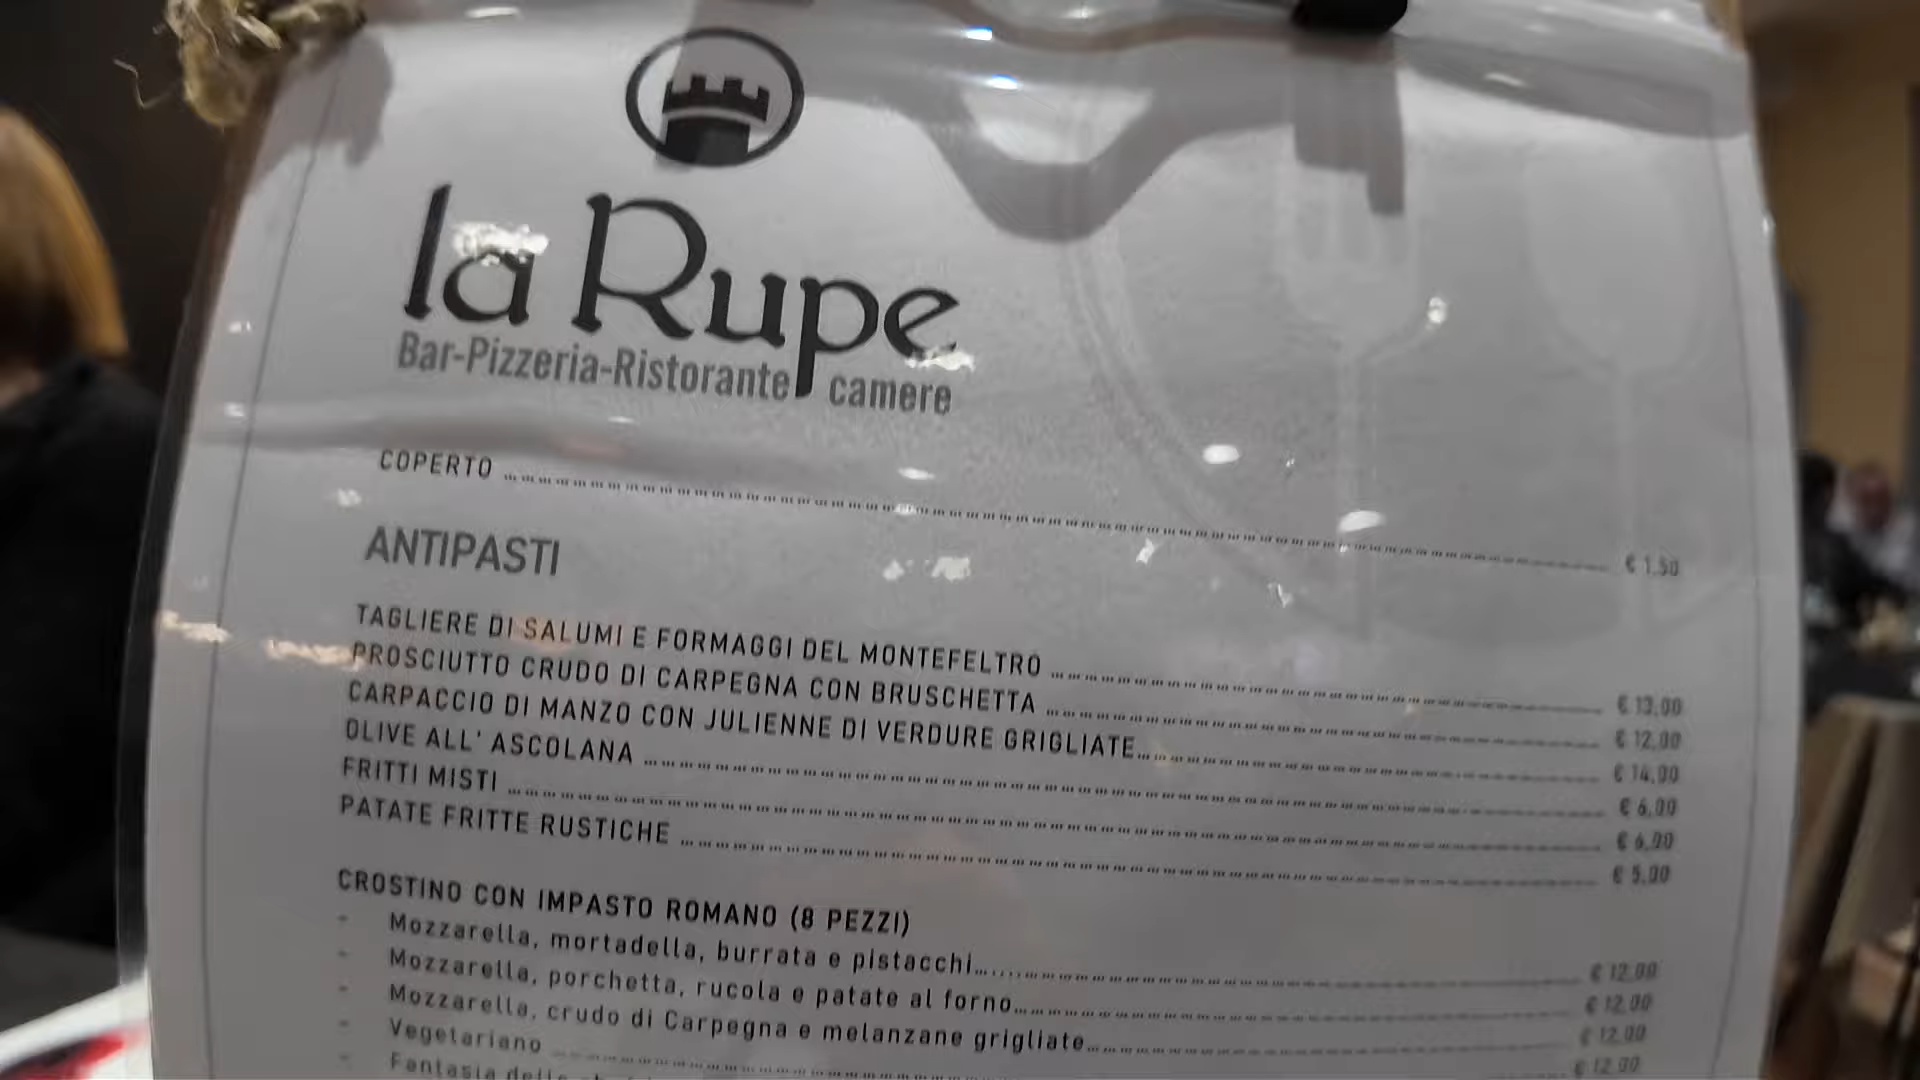 la Rupe
Bar-Pizzeria-Ristorante camere
COPERTO € 1,50
ANTIPASTI
TAGLIERE DI SALUMI E FORMAGGI DEL MONTEFELTRO € 13,00
PROSCIUTTO CRUDO DI CARPEGNA CON BRUSCHETTA € 12,00
CARPACCIO DI MANZO CON JULIENNE DI VERDURE GRIGLIATE € 14,00
OLIVE ALL' ASCOLANA € 6,00
FRITTI MISTI € 6,00
PATATE FRITTE RUSTICHE € 5,00
CROSTINO CON IMPASTO ROMANO (8 PEZZI)
- Mozzarella, mortadella, burrata e pistacchi € 12,00
- Mozzarella, porchetta, rucola e patate al forno € 12,00
- Mozzarella, crudo di Carpegna e melanzane grigliate € 12,00
- Vegetariano € 12,00
- Fantasia